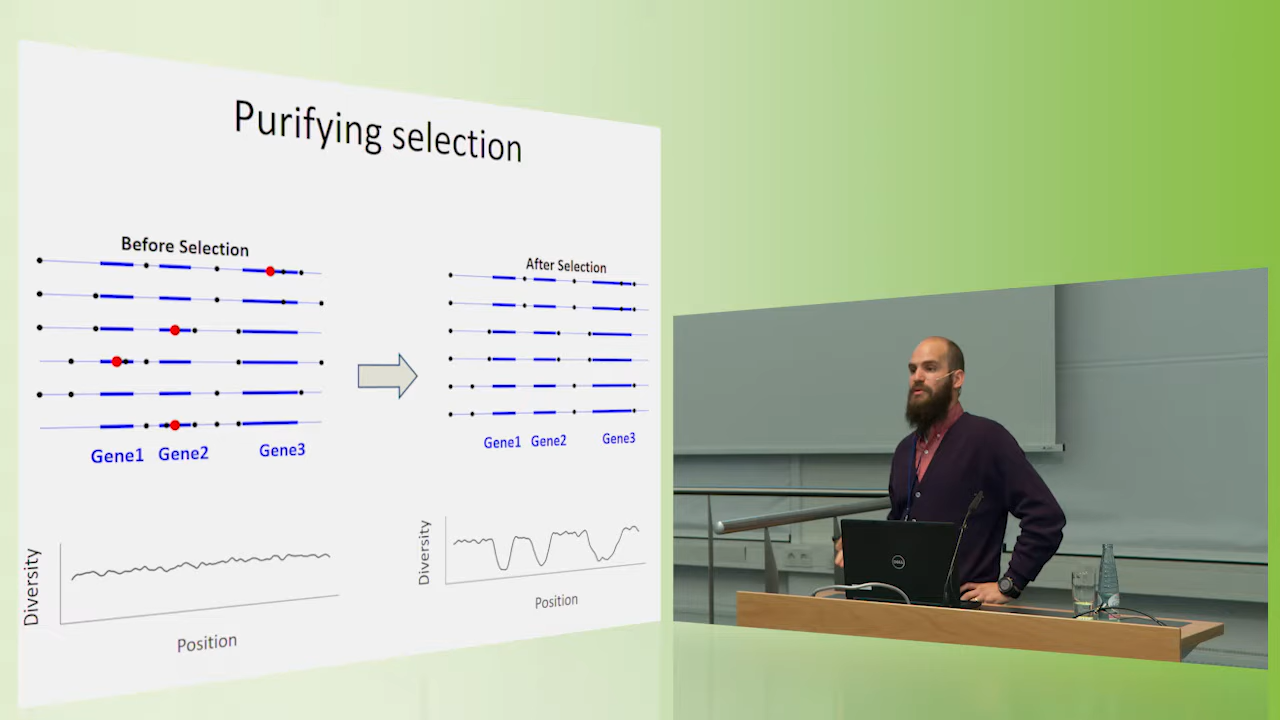 Purifying selection
Before Selection
After Selection
Gene1 Gene2 Gene3
Gene1 Gene2 Gene3
Diversity
Position
Diversity
Position
DELL